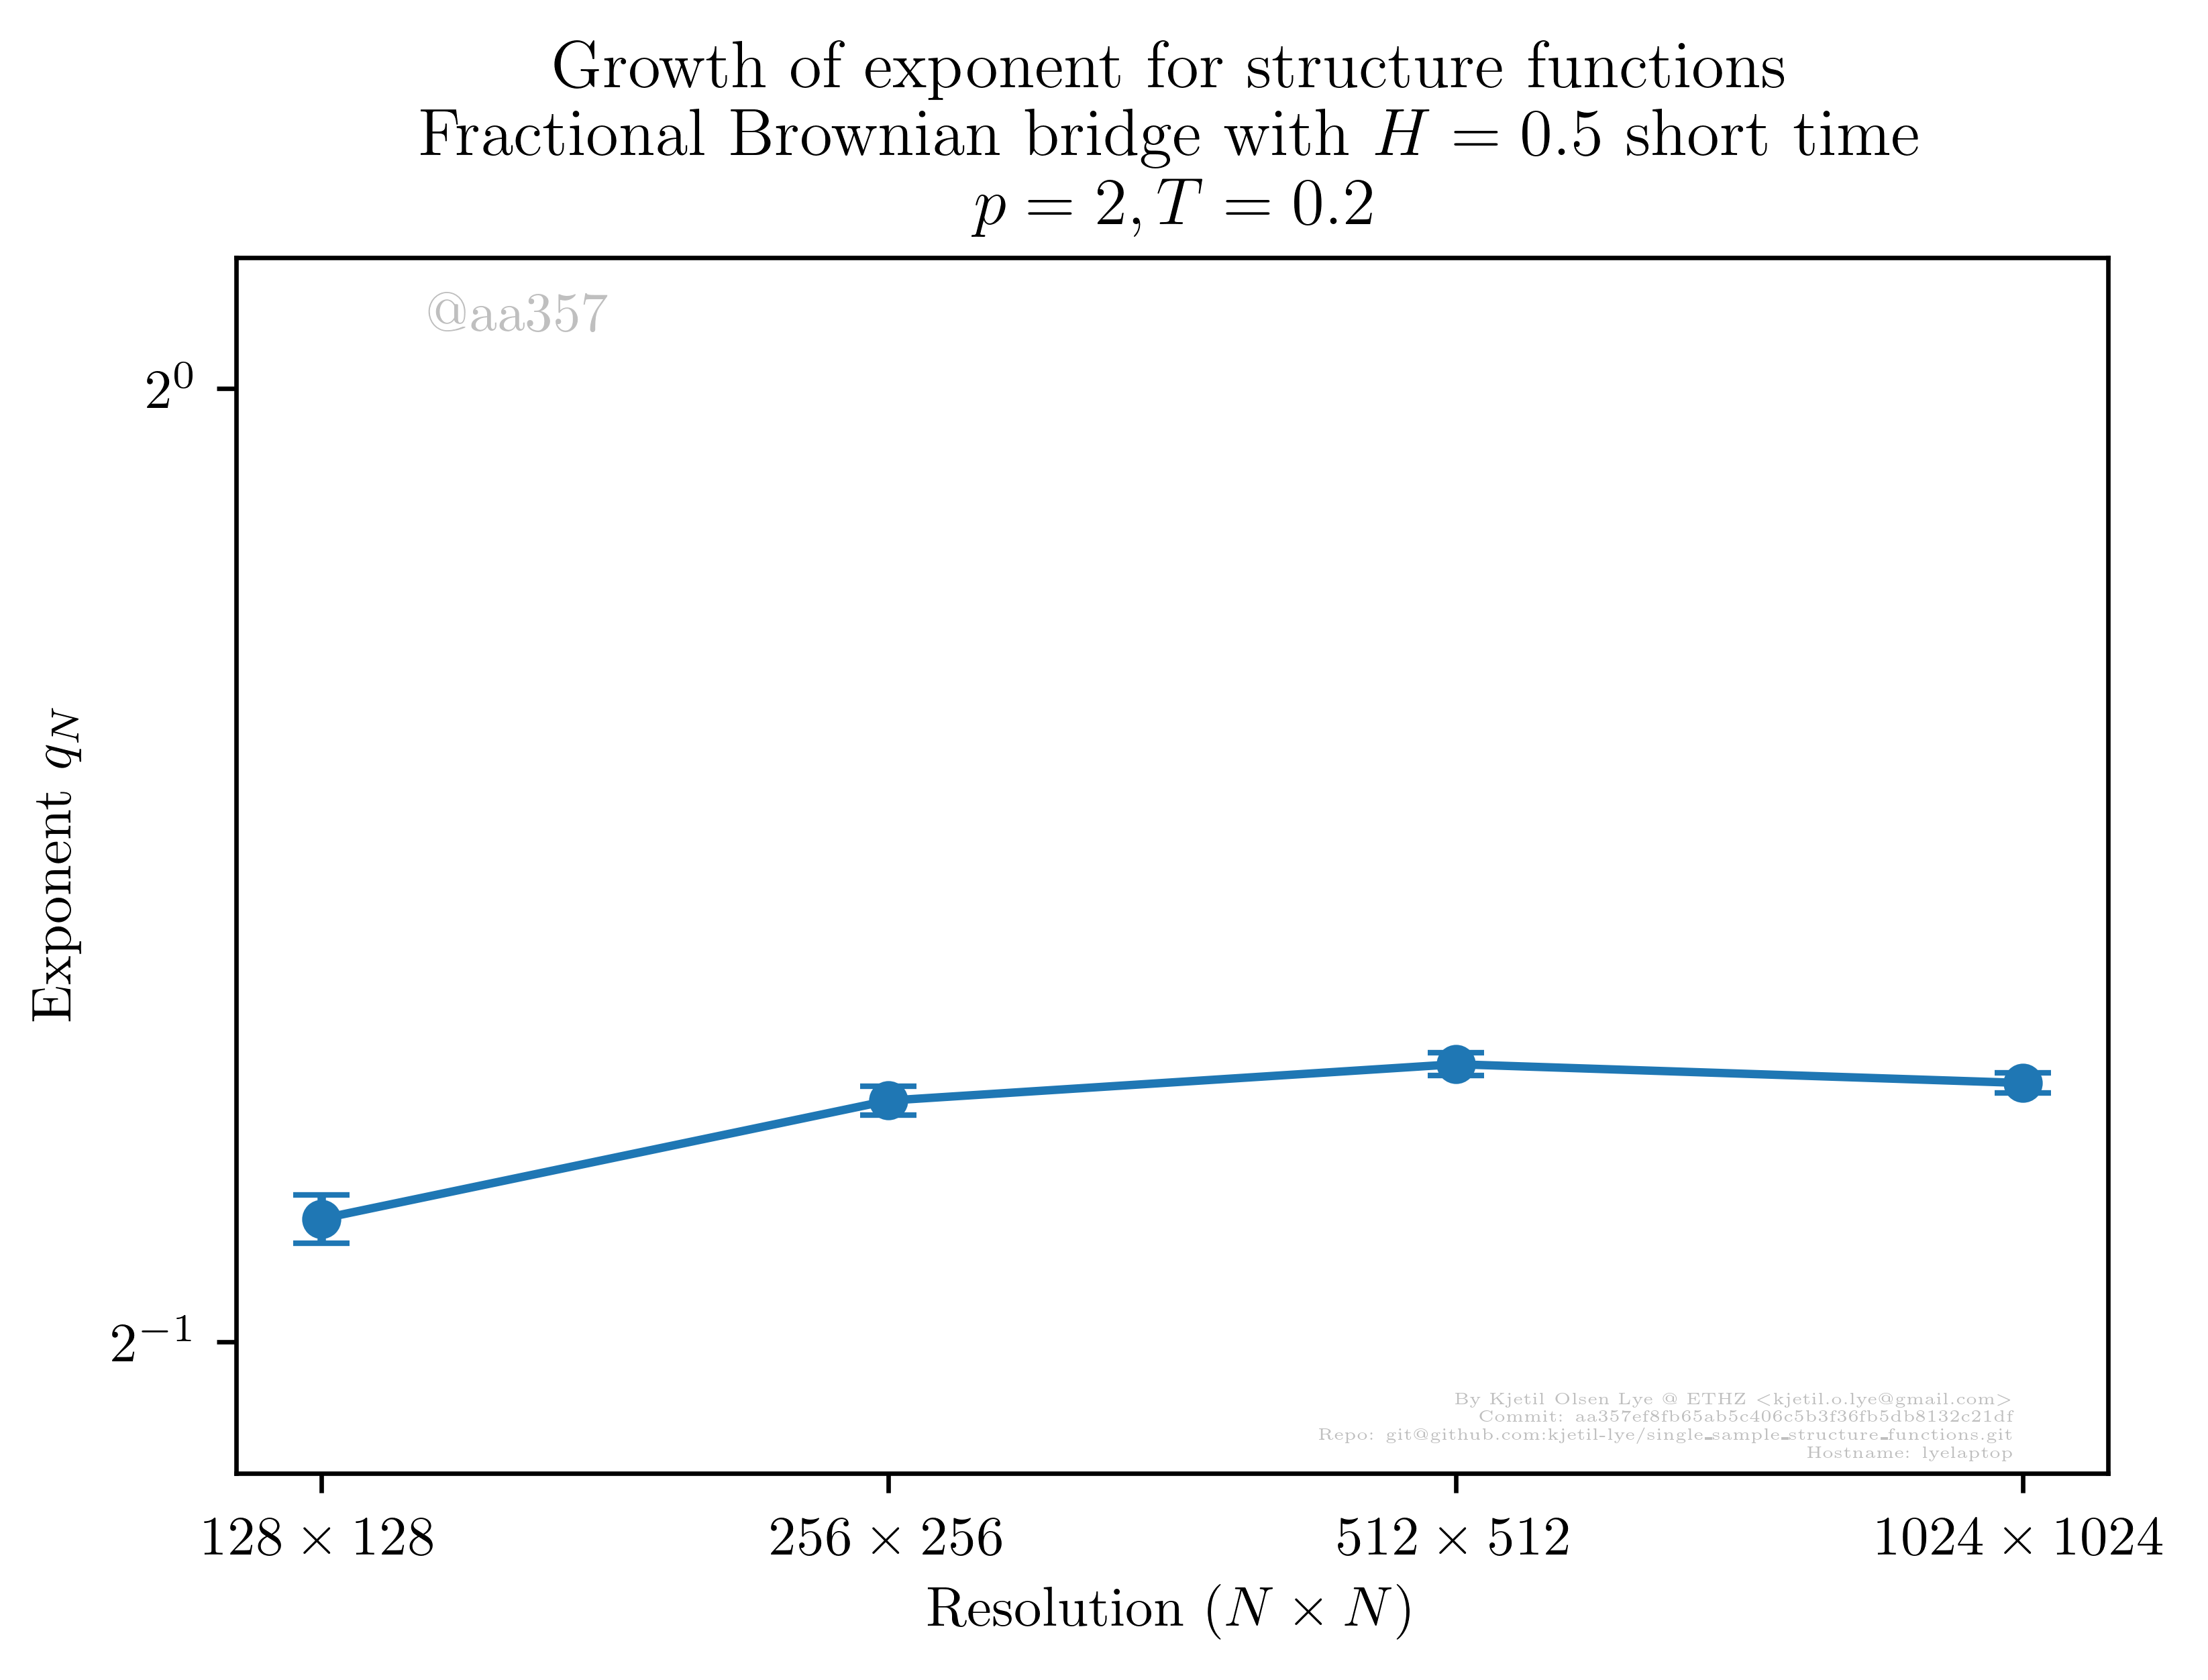 Growth of exponent for structure functions
Fractional Brownian bridge with H = 0.5 short time
p = 2, T = 0.2
@aa357
2⁰
Exponent q_N
2⁻¹
By Kjetil Olsen Lye @ ETHZ <kjetil.o.lye@gmail.com>
Commit: aa357ef8fb65ab5c406c5b3f36fb5db8132c21df
Repo: git@github.com:kjetil-lye/single_sample_structure_functions.git
Hostname: lyelaptop
128 × 128 256 × 256 512 × 512 1024 × 1024
Resolution (N × N)